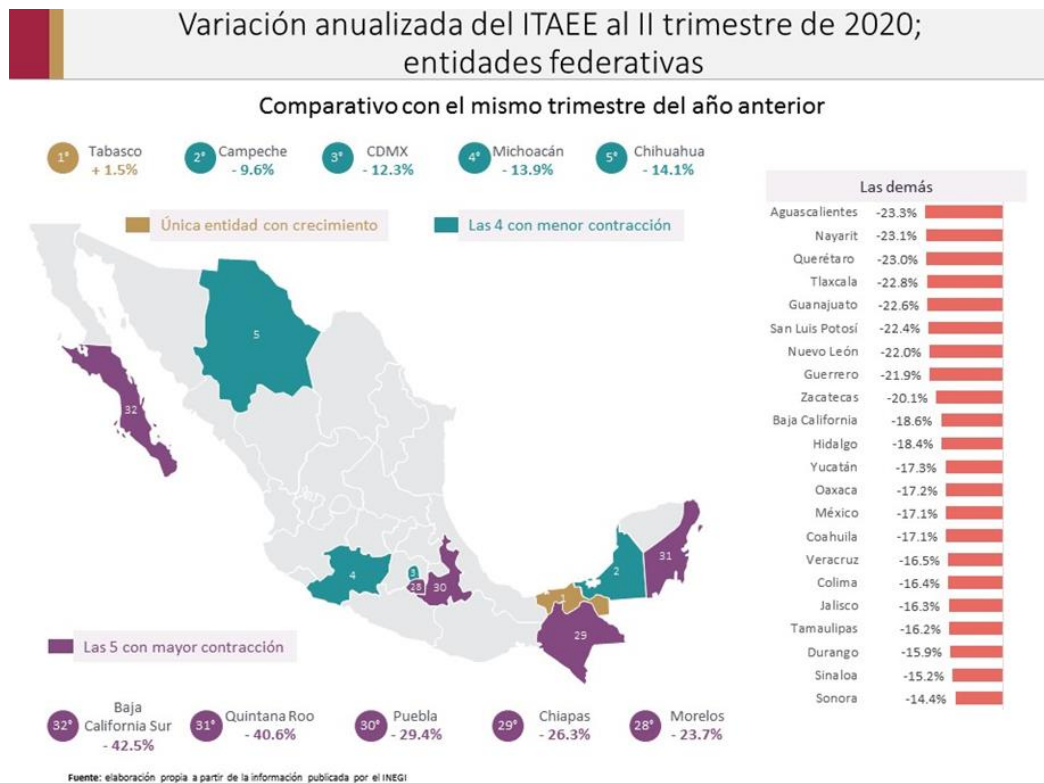 Variación anualizada del ITAEE al II trimestre de 2020;
entidades federativas
Comparativo con el mismo trimestre del año anterior
1° Tabasco
+ 1.5%
2° Campeche
- 9.6%
3° CDMX
- 12.3%
4° Michoacán
- 13.9%
5° Chihuahua
- 14.1%
Única entidad con crecimiento
Las 4 con menor contracción
Las demás
Aguascalientes -23.3%
Nayarit -23.1%
Querétaro -23.0%
Tlaxcala -22.8%
Guanajuato -22.6%
San Luis Potosí -22.4%
Nuevo León -22.0%
Guerrero -21.9%
Zacatecas -20.1%
Baja California -18.6%
Hidalgo -18.4%
Yucatán -17.3%
Oaxaca -17.2%
México -17.1%
Coahuila -17.1%
Veracruz -16.5%
Colima -16.4%
Jalisco -16.3%
Tamaulipas -16.2%
Durango -15.9%
Sinaloa -15.2%
Sonora -14.4%
5
32
4
3
28
30
1
2
31
29
Las 5 con mayor contracción
32° Baja
California Sur
- 42.5%
31° Quintana Roo
- 40.6%
30° Puebla
- 29.4%
29° Chiapas
- 26.3%
28° Morelos
- 23.7%
Fuente: elaboración propia a partir de la información publicada por el INEGI